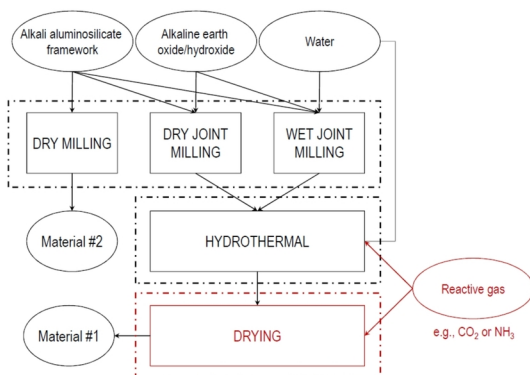 Alkali aluminosilicate
framework
Alkaline earth
oxide/hydroxide
Water
DRY MILLING
DRY JOINT
MILLING
WET JOINT
MILLING
Material #2
HYDROTHERMAL
Reactive gas
e.g., CO₂ or NH₃
Material #1
DRYING